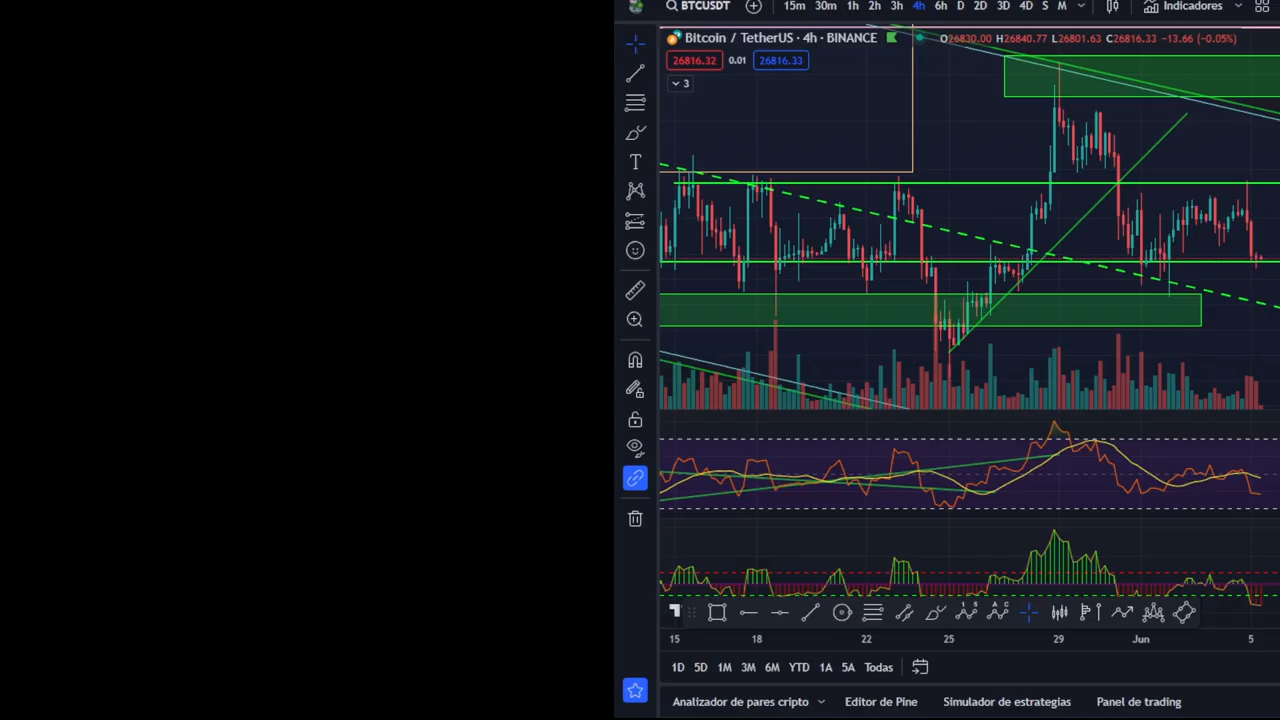 BTCUSDT 15m 30m 1h 2h 3h 4h 6h D 2D 3D 4D S M Indicadores
Bitcoin / TetherUS · 4h · BINANCE O26830.00 H26840.77 L26801.63 C26816.33 −13.66 (−0.05%)
26816.32 0.01 26816.33
3
15 18 22 25 29 Jun 5
1D 5D 1M 3M 6M YTD 1A 5A Todas
Analizador de pares cripto Editor de Pine Simulador de estrategias Panel de trading